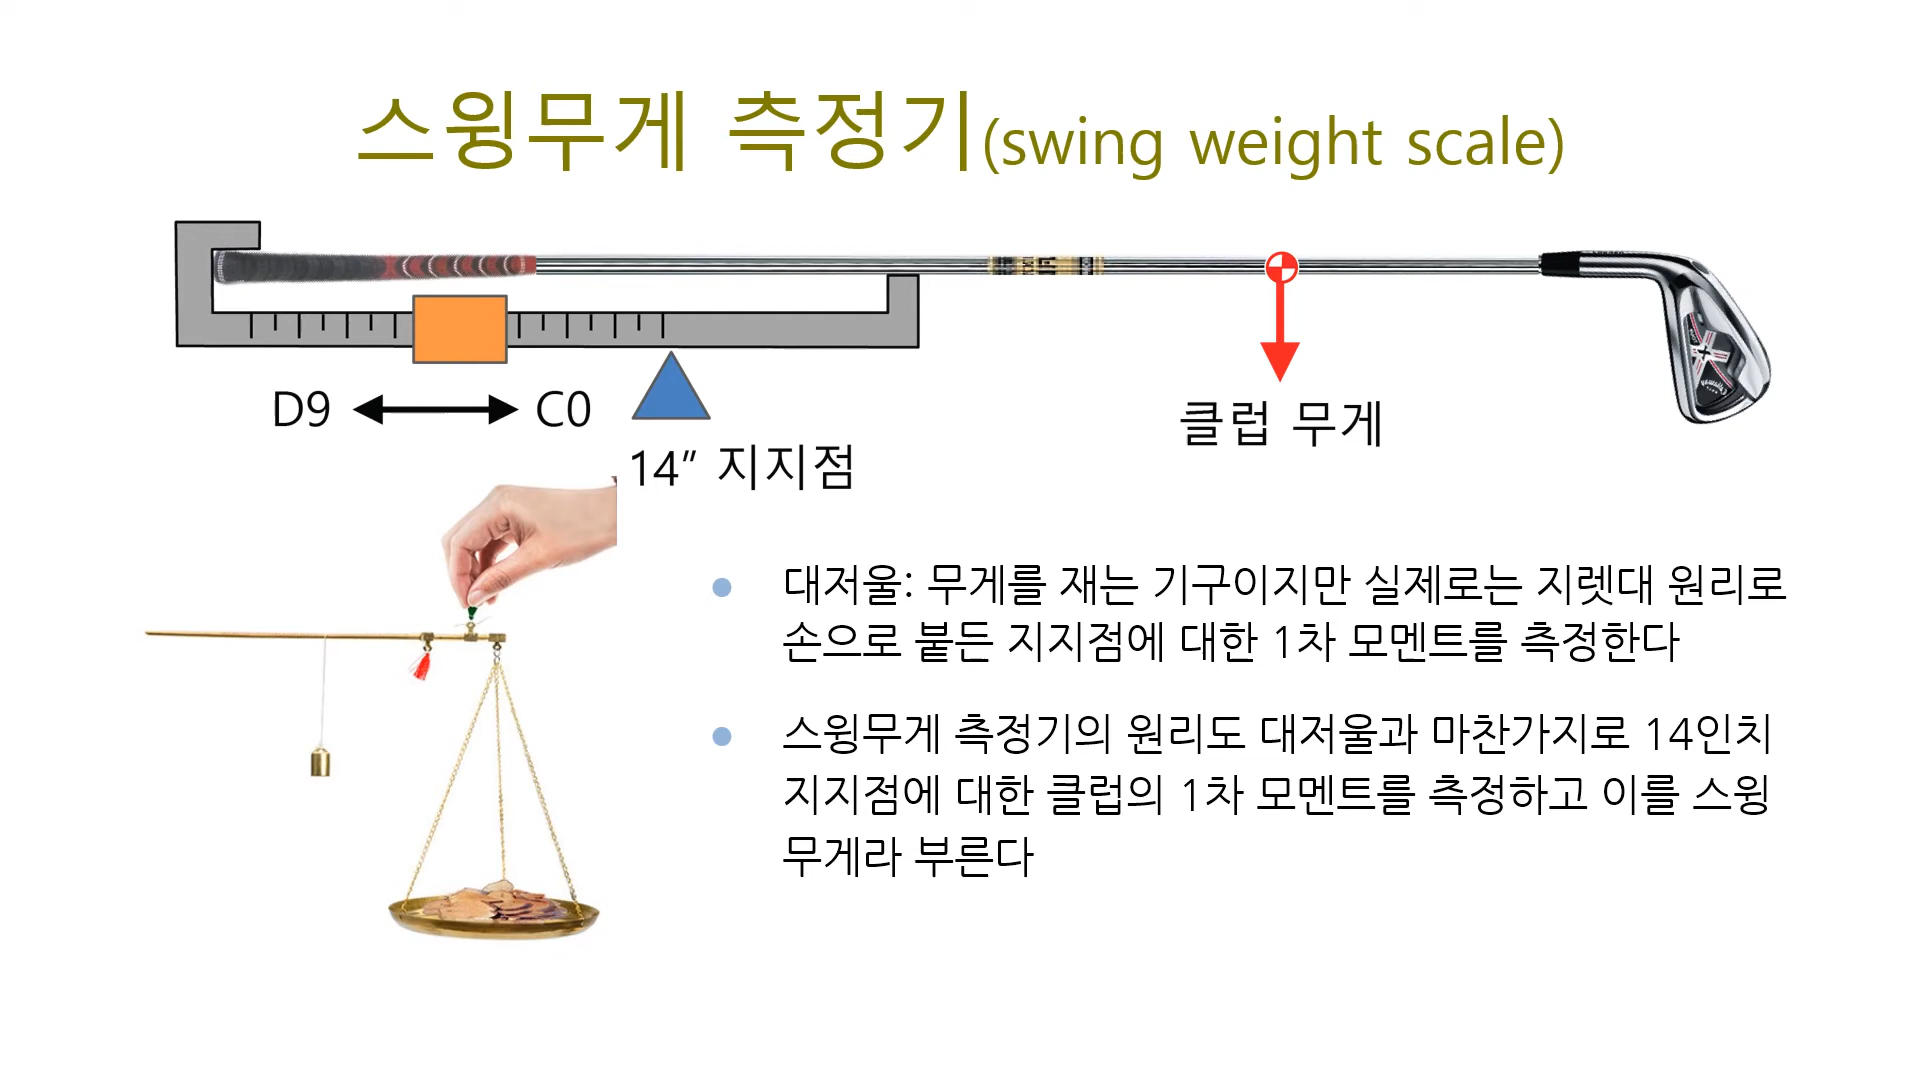 스윙무게 측정기(swing weight scale)
D9
C0
14″ 지지점
클럽 무게
대저울: 무게를 재는 기구이지만 실제로는 지렛대 원리로
손으로 붙든 지지점에 대한 1차 모멘트를 측정한다
스윙무게 측정기의 원리도 대저울과 마찬가지로 14인치
지지점에 대한 클럽의 1차 모멘트를 측정하고 이를 스윙
무게라 부른다